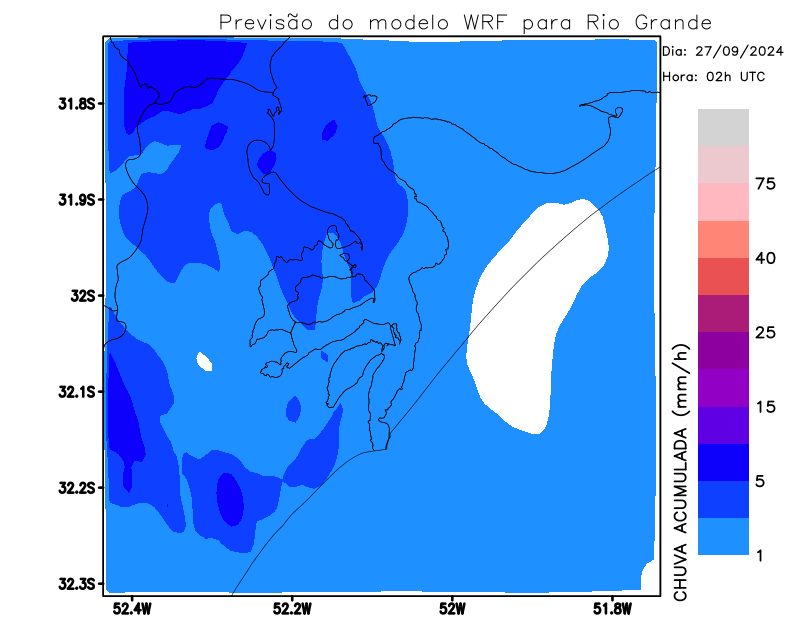 Previsão do modelo WRF para Rio Grande
Dia: 27/09/2024
Hora: 02h UTC
31.8S
31.9S
32S
32.1S
32.2S
32.3S
52.4W
52.2W
52W
51.8W
75
40
25
15
5
1
CHUVA ACUMULADA (mm/h)